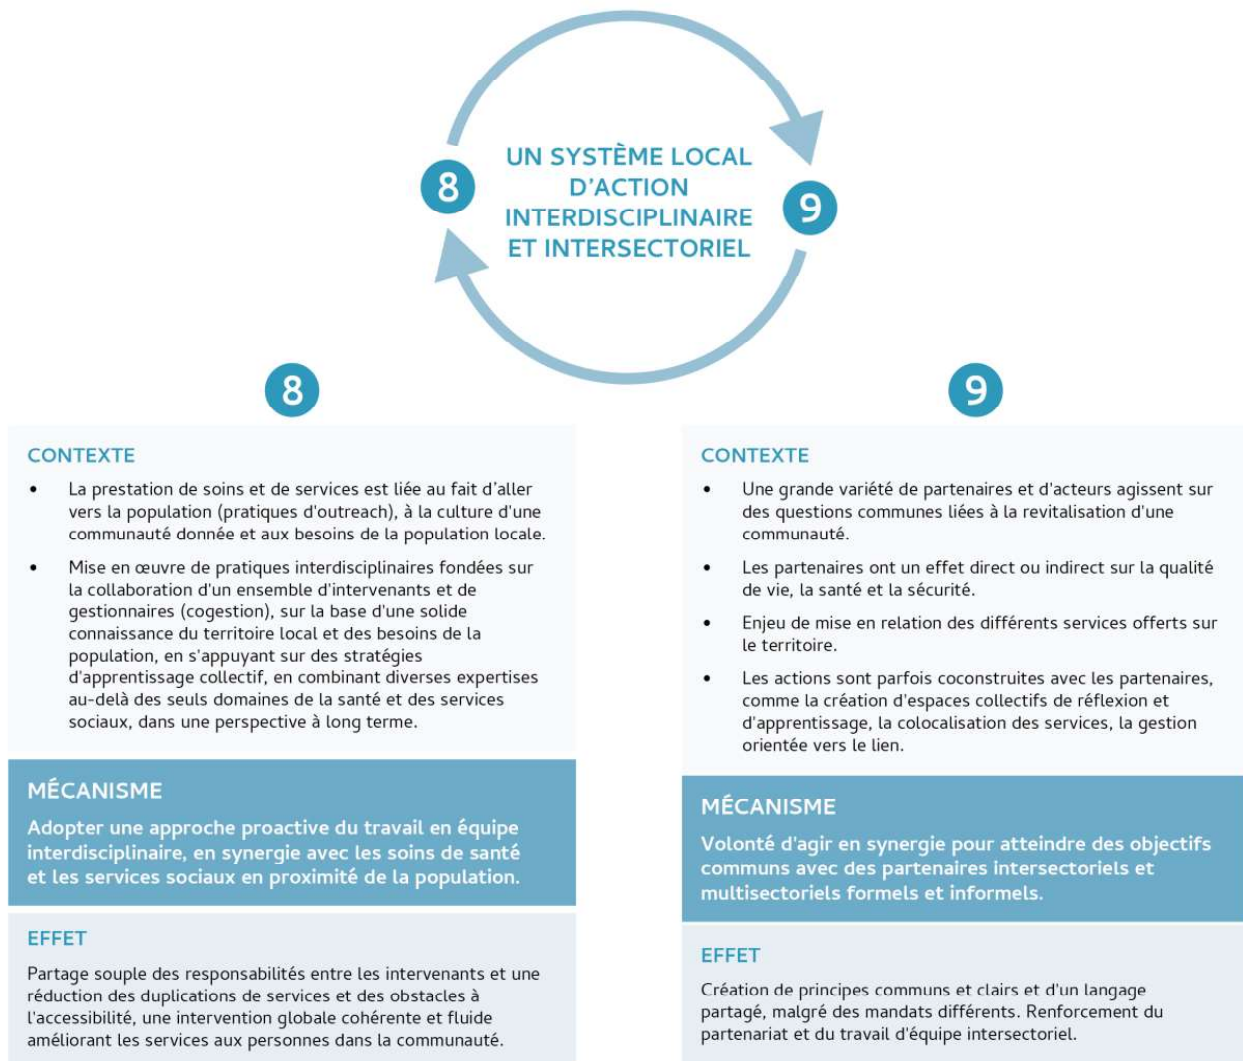 UN SYSTÈME LOCAL
D'ACTION
INTERDISCIPLINAIRE
ET INTERSECTORIEL
8
9
8
CONTEXTE
• La prestation de soins et de services est liée au fait d'aller
vers la population (pratiques d'outreach), à la culture d'une
communauté donnée et aux besoins de la population locale.
• Mise en œuvre de pratiques interdisciplinaires fondées sur
la collaboration d'un ensemble d'intervenants et de
gestionnaires (cogestion), sur la base d'une solide
connaissance du territoire local et des besoins de la
population, en s'appuyant sur des stratégies
d'apprentissage collectif, en combinant diverses expertises
au-delà des seuls domaines de la santé et des services
sociaux, dans une perspective à long terme.
MÉCANISME
Adopter une approche proactive du travail en équipe
interdisciplinaire, en synergie avec les soins de santé
et les services sociaux en proximité de la population.
EFFET
Partage souple des responsabilités entre les intervenants et une
réduction des duplications de services et des obstacles à
l'accessibilité, une intervention globale cohérente et fluide
améliorant les services aux personnes dans la communauté.
9
CONTEXTE
• Une grande variété de partenaires et d'acteurs agissent sur
des questions communes liées à la revitalisation d'une
communauté.
• Les partenaires ont un effet direct ou indirect sur la qualité
de vie, la santé et la sécurité.
• Enjeu de mise en relation des différents services offerts sur
le territoire.
• Les actions sont parfois coconstruites avec les partenaires,
comme la création d'espaces collectifs de réflexion et
d'apprentissage, la colocalisation des services, la gestion
orientée vers le lien.
MÉCANISME
Volonté d'agir en synergie pour atteindre des objectifs
communs avec des partenaires intersectoriels et
multisectoriels formels et informels.
EFFET
Création de principes communs et clairs et d'un langage
partagé, malgré des mandats différents. Renforcement du
partenariat et du travail d'équipe intersectoriel.